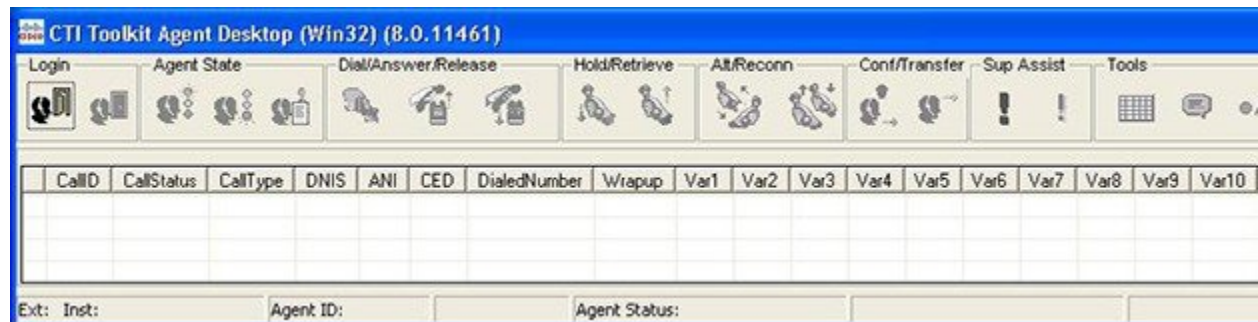 CTI Toolkit Agent Desktop (Win32) (8.0.11461)
Login Agent State Dial/Answer/Release Hold/Retrieve Alt/Reconn Conf/Transfer Sup Assist Tools
CallID CallStatus CallType DNIS ANI CED DialedNumber Wrapup Var1 Var2 Var3 Var4 Var5 Var6 Var7 Var8 Var9 Var10
Ext: Inst: Agent ID: Agent Status: